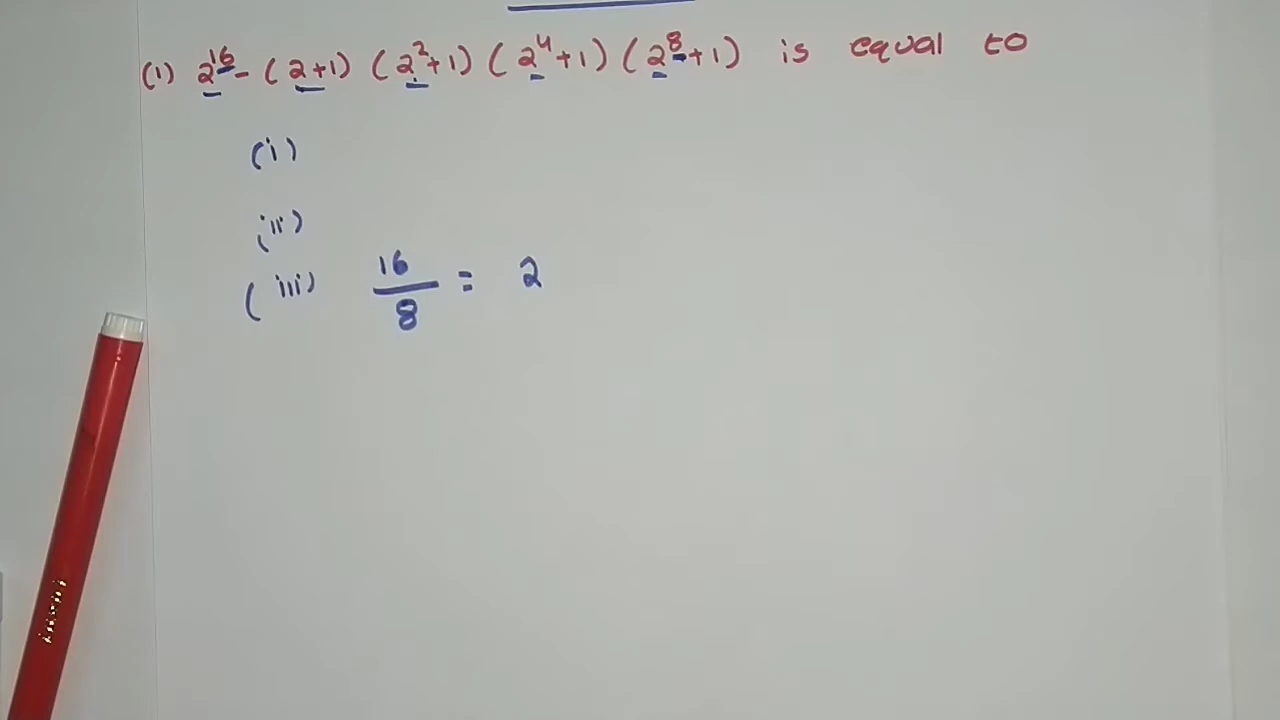 (1) 2¹⁶ - (2+1) (2²+1) (2⁴+1) (2⁸+1) is equal to
(i)
(ii)
(iii) 16/8 = 2